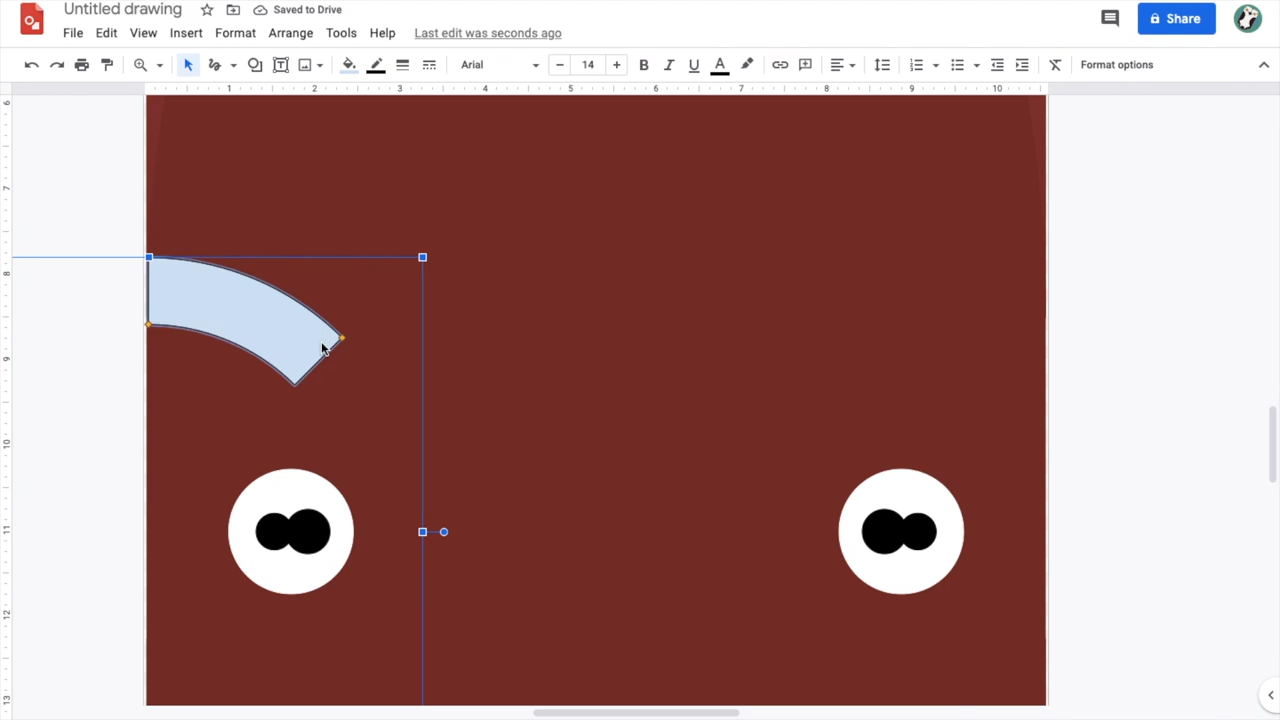 Untitled drawing
Saved to Drive
File Edit View Insert Format Arrange Tools Help Last edit was seconds ago
Share
Arial 14 B I U A Format options
1 2 3 4 5 6 7 8 9 10
6
7
8
9
10
11
12
13